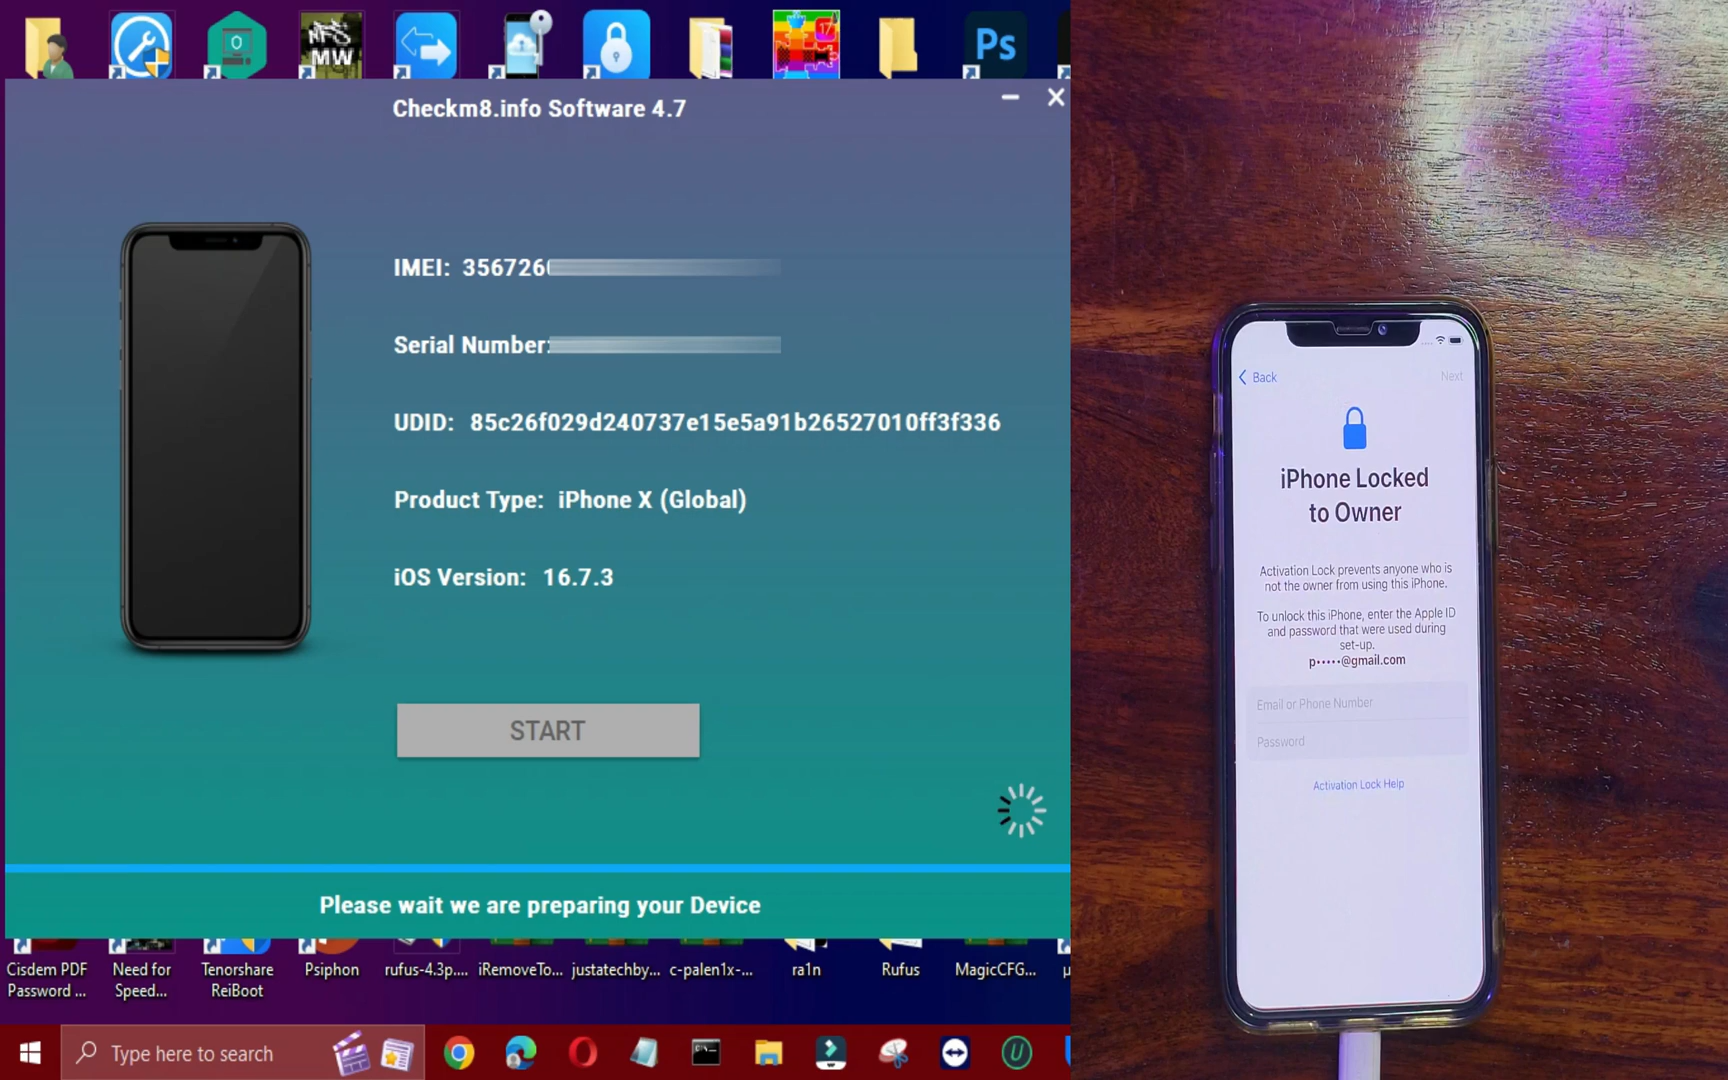 NFS
MW
17
Ps
Checkm8.info Software 4.7
IMEI: 356726
Serial Number:
UDID: 85c26f029d240737e15e5a91b26527010ff3f336
Product Type: iPhone X (Global)
iOS Version: 16.7.3
START
Please wait we are preparing your Device
Cisdem PDF
Password ...
Need for
Speed...
Tenorshare
ReiBoot
Psiphon
rufus-4.3p....
iRemoveTo...
justatechby...
c-palen1x-...
ra1n
Rufus
MagicCFG...
Type here to search
Back
Next
iPhone Locked
to Owner
Activation Lock prevents anyone who is
not the owner from using this iPhone.
To unlock this iPhone, enter the Apple ID
and password that were used during
set-up.
p•••••@gmail.com
Email or Phone Number
Password
Activation Lock Help